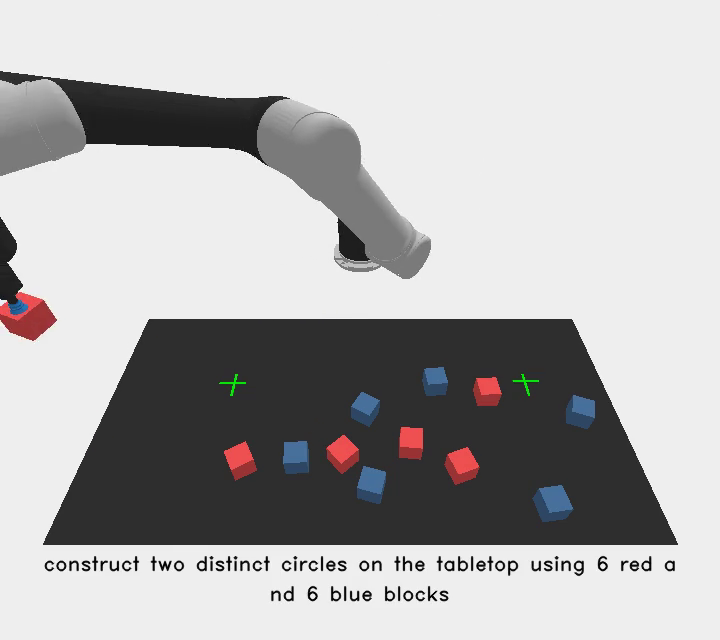 construct two distinct circles on the tabletop using 6 red a
nd 6 blue blocks